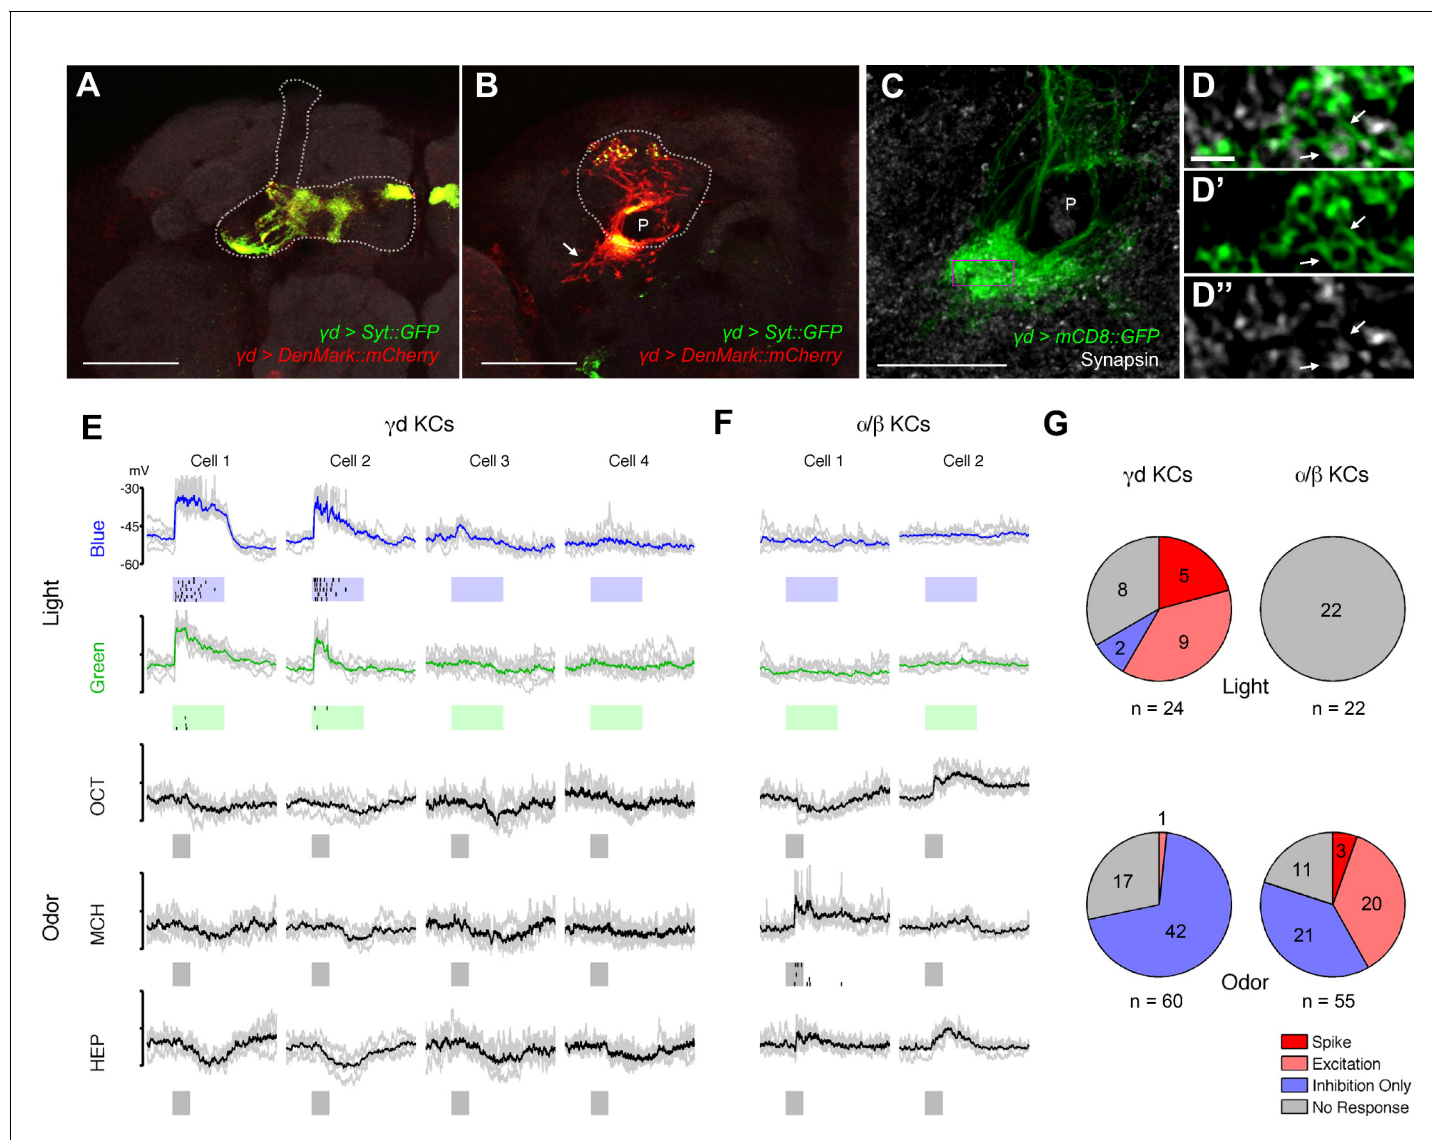 A
γd > Syt::GFP
γd > DenMark::mCherry
B
P
γd > Syt::GFP
γd > DenMark::mCherry
C
P
γd > mCD8::GFP
Synapsin
D
D'
D''
E
γd KCs
Cell 1
Cell 2
Cell 3
Cell 4
mV
-30
-45
-60
Light
Blue
Green
Odor
OCT
MCH
HEP
F
α/β KCs
Cell 1
Cell 2
G
γd KCs
α/β KCs
8
5
2
9
22
Light
n = 24
n = 22
1
17
42
3
11
20
21
Odor
n = 60
n = 55
Spike
Excitation
Inhibition Only
No Response